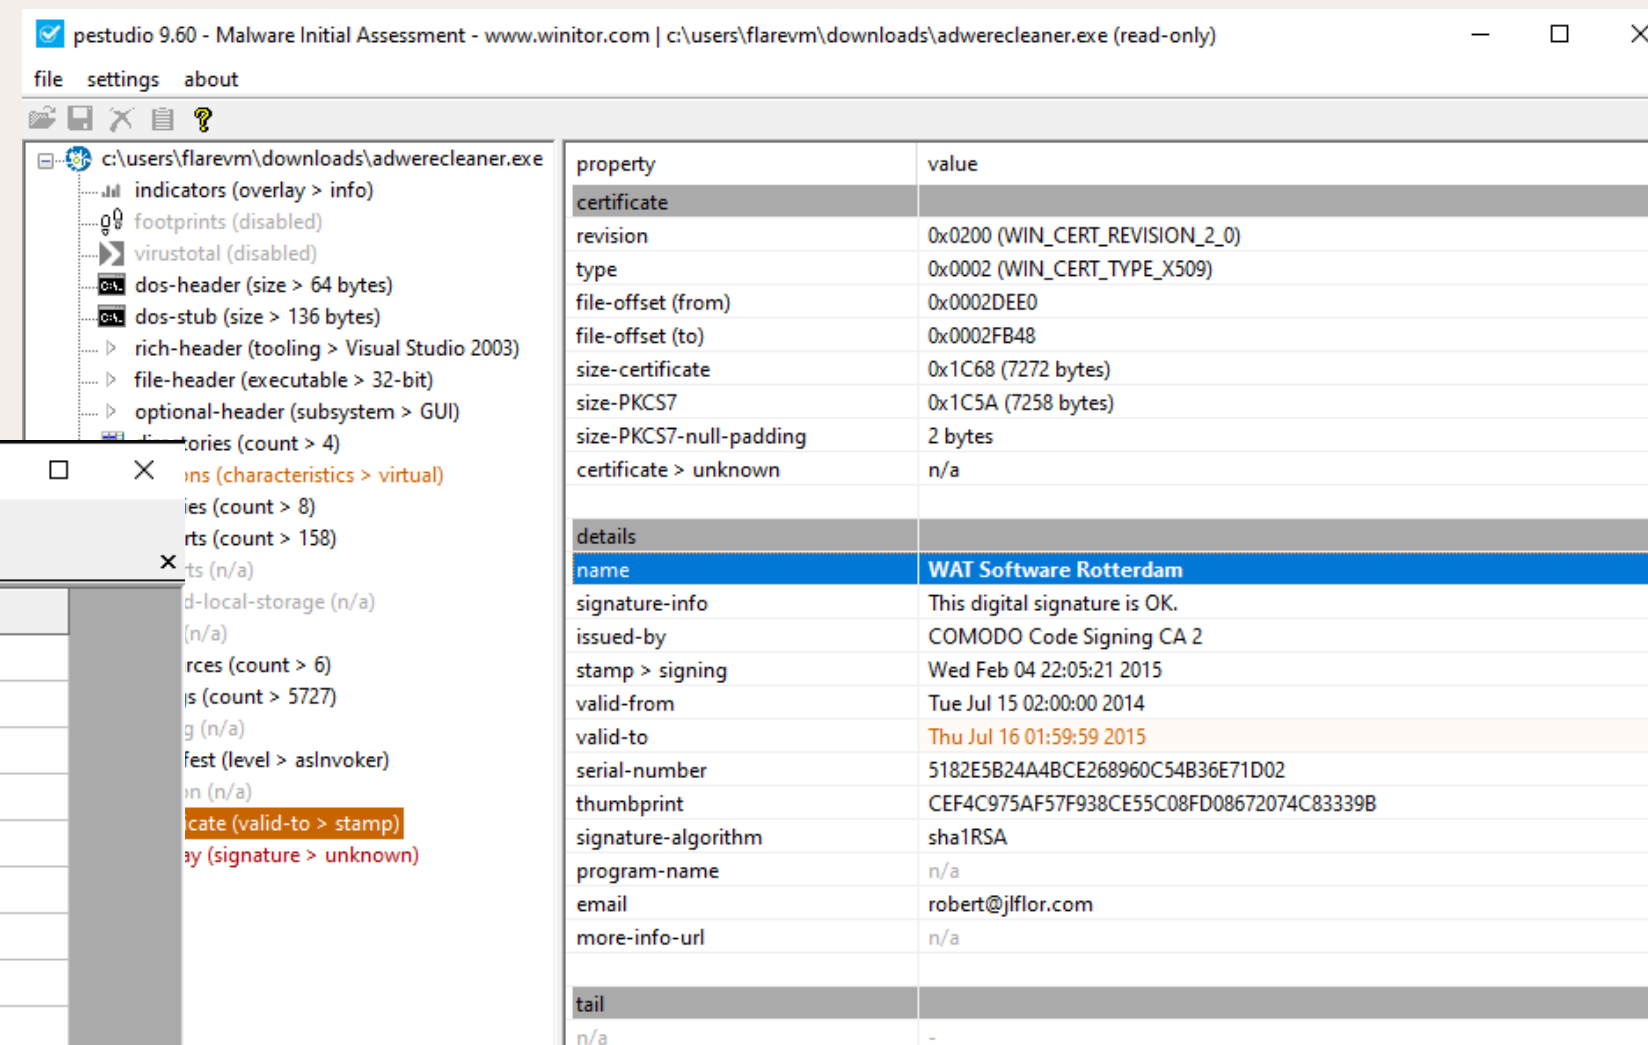 pestudio 9.60 - Malware Initial Assessment - www.winitor.com | c:\users\flarevm\downloads\adwerecleaner.exe (read-only)
file settings about
c:\users\flarevm\downloads\adwerecleaner.exe
indicators (overlay > info)
footprints (disabled)
virustotal (disabled)
dos-header (size > 64 bytes)
dos-stub (size > 136 bytes)
rich-header (tooling > Visual Studio 2003)
file-header (executable > 32-bit)
optional-header (subsystem > GUI)
directories (count > 4)
ons (characteristics > virtual)
ies (count > 8)
rts (count > 158)
ts (n/a)
d-local-storage (n/a)
(n/a)
rces (count > 6)
gs (count > 5727)
g (n/a)
fest (level > asInvoker)
on (n/a)
icate (valid-to > stamp)
ay (signature > unknown)
property value
certificate
revision 0x0200 (WIN_CERT_REVISION_2_0)
type 0x0002 (WIN_CERT_TYPE_X509)
file-offset (from) 0x0002DEE0
file-offset (to) 0x0002FB48
size-certificate 0x1C68 (7272 bytes)
size-PKCS7 0x1C5A (7258 bytes)
size-PKCS7-null-padding 2 bytes
certificate > unknown n/a
details
name WAT Software Rotterdam
signature-info This digital signature is OK.
issued-by COMODO Code Signing CA 2
stamp > signing Wed Feb 04 22:05:21 2015
valid-from Tue Jul 15 02:00:00 2014
valid-to Thu Jul 16 01:59:59 2015
serial-number 5182E5B24A4BCE268960C54B36E71D02
thumbprint CEF4C975AF57F938CE55C08FD08672074C83339B
signature-algorithm sha1RSA
program-name n/a
email robert@jlflor.com
more-info-url n/a
tail
n/a -